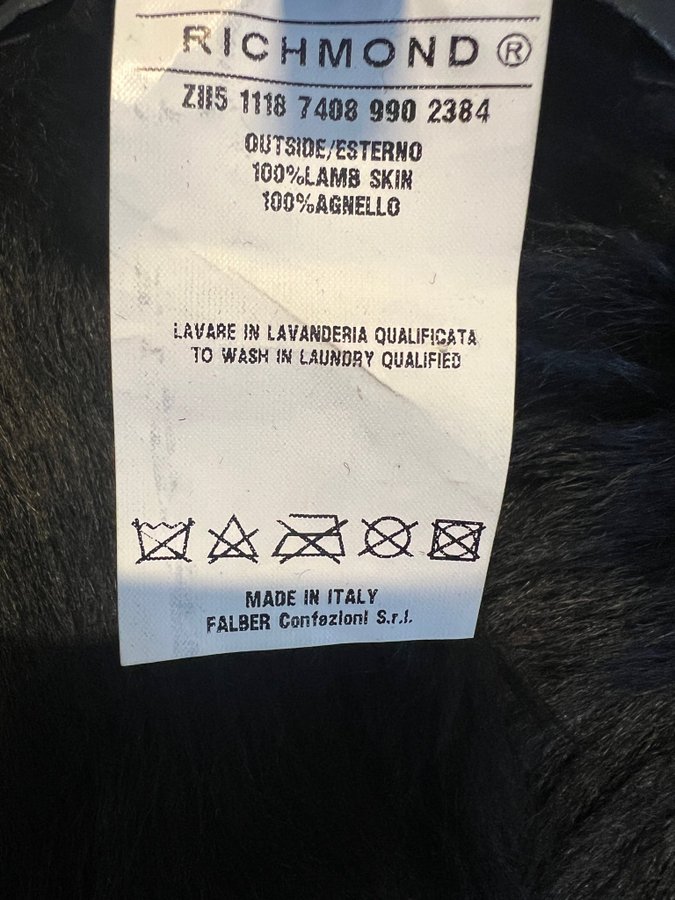 RICHMOND®
Z115 1118 7408 990 2384
OUTSIDE/ESTERNO
100%LAMB SKIN
100%AGNELLO
LAVARE IN LAVANDERIA QUALIFICATA
TO WASH IN LAUNDRY QUALIFIED
MADE IN ITALY
FALBER Confezioni S.r.l.